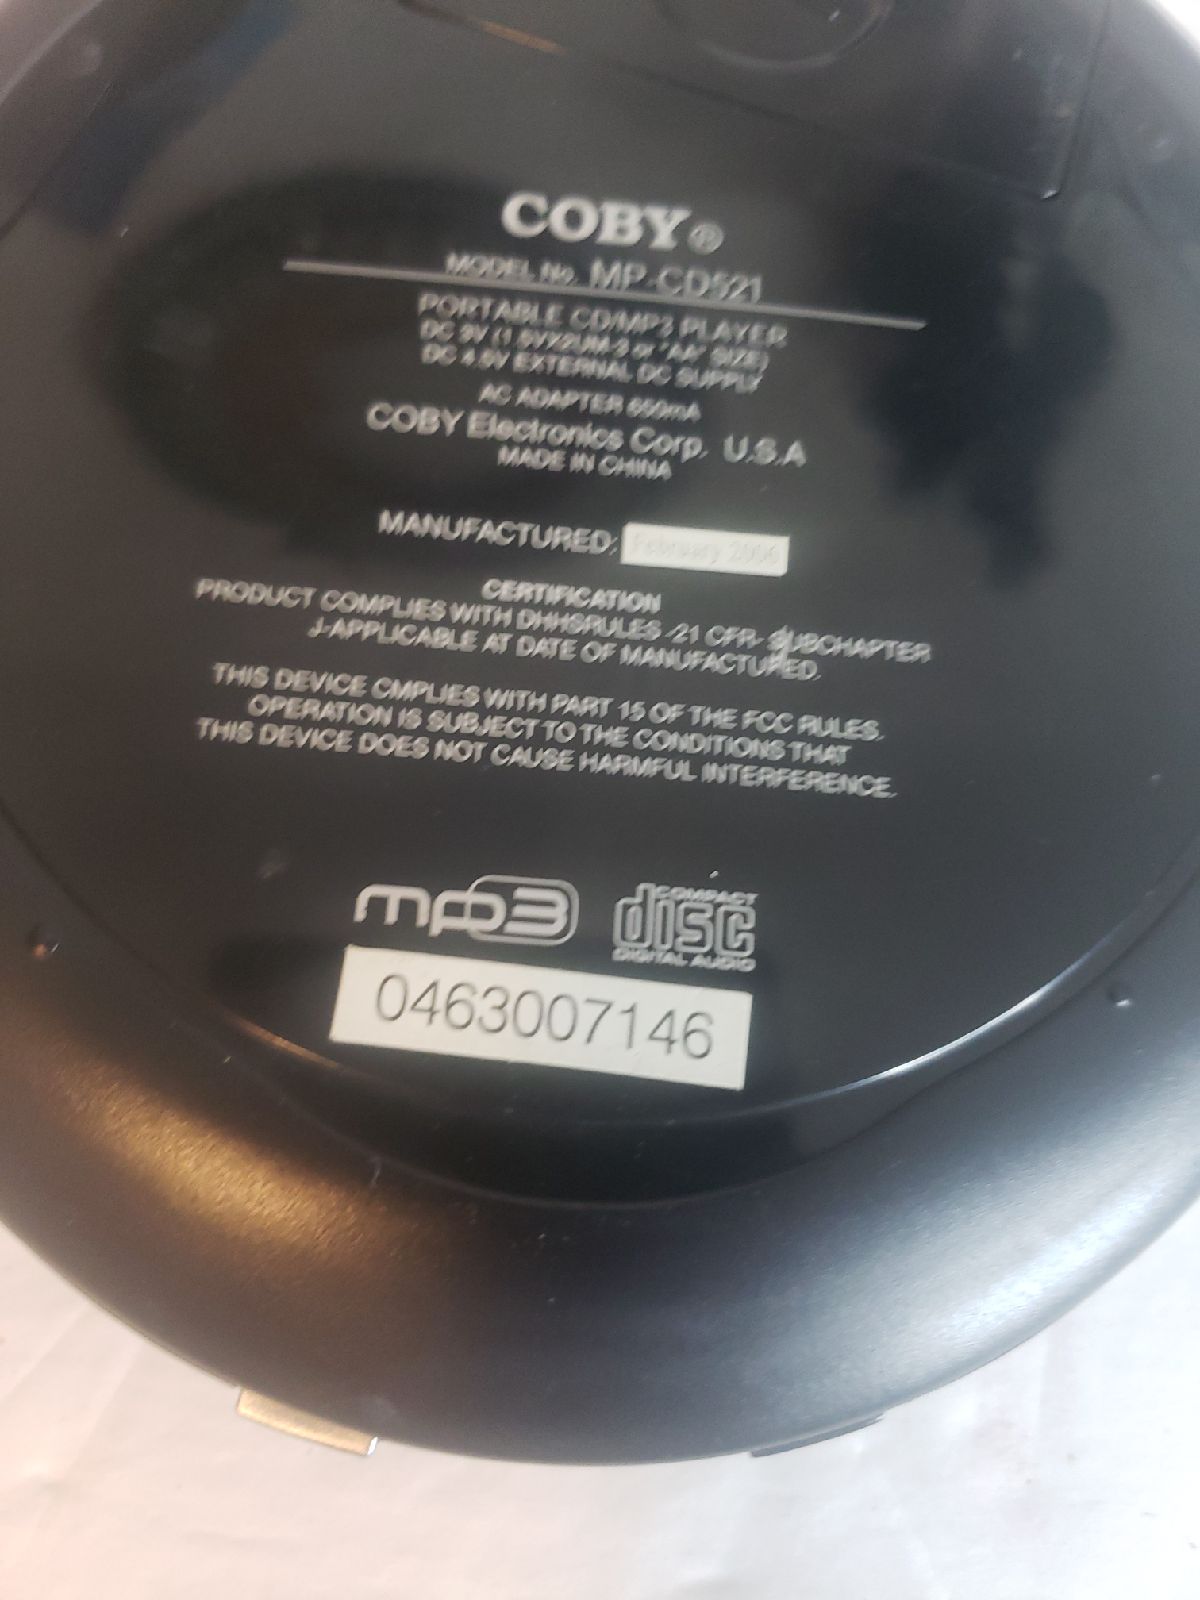 COBY®
MODEL No. MP-CD521
PORTABLE CD/MP3 PLAYER
DC 3V (1.5VX2UM-3 or "AA" SIZE)
DC 4.5V EXTERNAL DC SUPPLY
AC ADAPTER 650mA
COBY Electronics Corp. U.S.A
MADE IN CHINA
MANUFACTURED: February 2006
CERTIFICATION
PRODUCT COMPLIES WITH DHHSRULES -21 CFR- SUBCHAPTER
J-APPLICABLE AT DATE OF MANUFACTURED.
THIS DEVICE CMPLIES WITH PART 15 OF THE FCC RULES.
OPERATION IS SUBJECT TO THE CONDITIONS THAT
THIS DEVICE DOES NOT CAUSE HARMFUL INTERFERENCE.
mp3
COMPACT
disc
DIGITAL AUDIO
0463007146